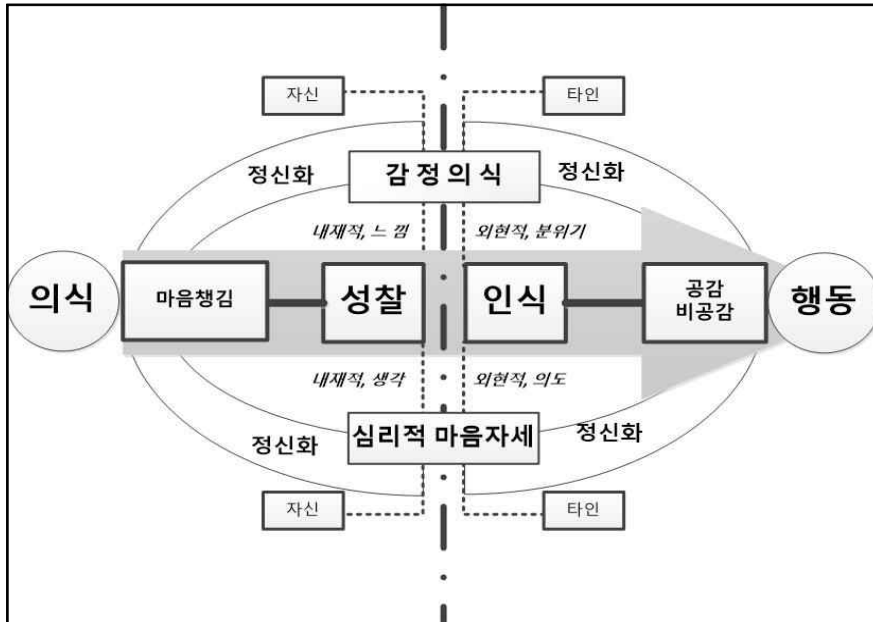 자신
타인
정신화
감 정 의 식
정신화
내재적, 느 낌
외현적, 분위기
의식
마음챙김
성찰
인식
공감
비공감
행동
내재적, 생각
외현적, 의도
정신화
심리적 마음자세
정신화
자신
타인